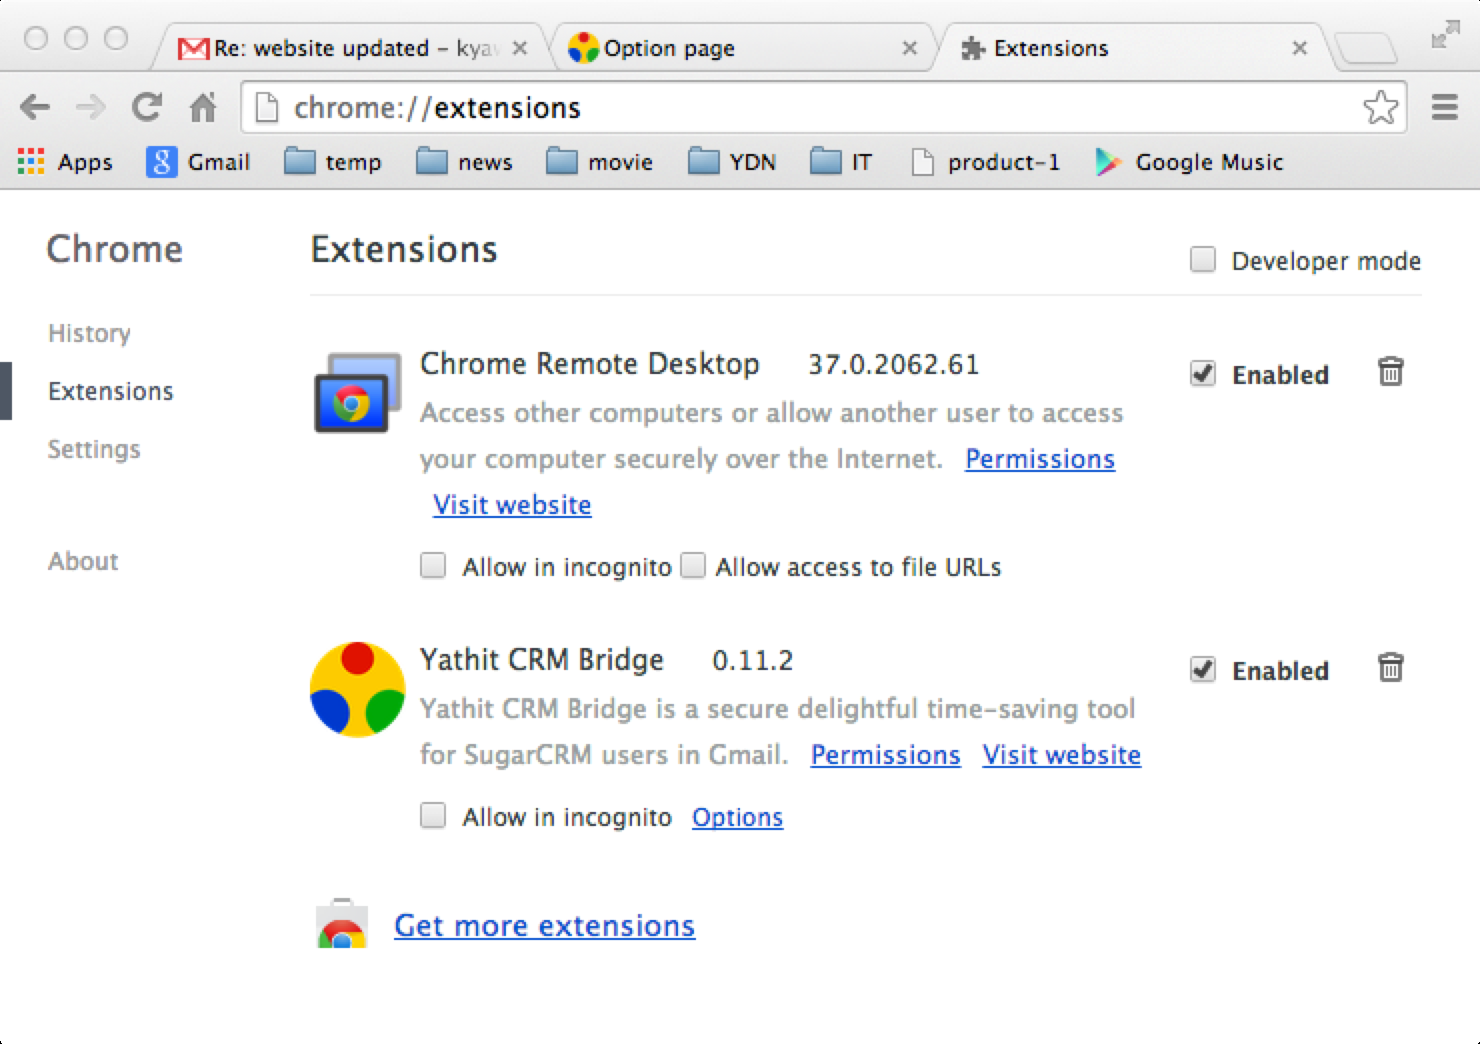 Re: website updated – kya
Option page
Extensions
chrome://extensions
Apps
Gmail
temp
news
movie
YDN
IT
product-1
Google Music
Chrome
Extensions
Developer mode
History
Extensions
Settings
About
Chrome Remote Desktop 37.0.2062.61
Enabled
Access other computers or allow another user to access
your computer securely over the Internet. Permissions
Visit website
Allow in incognito Allow access to file URLs
Yathit CRM Bridge 0.11.2
Enabled
Yathit CRM Bridge is a secure delightful time-saving tool
for SugarCRM users in Gmail. Permissions Visit website
Allow in incognito Options
Get more extensions